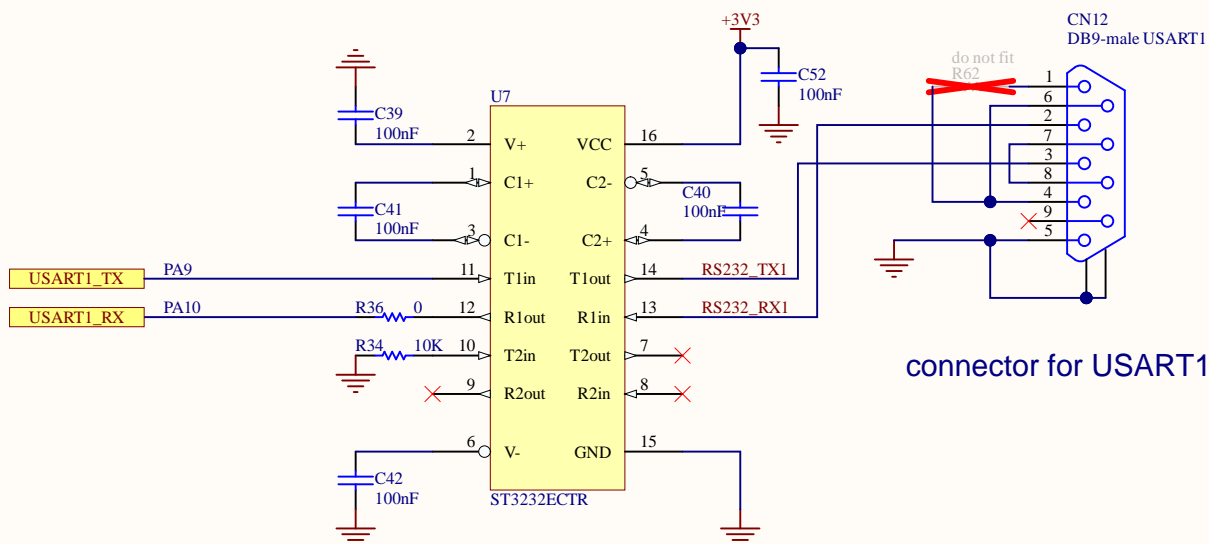 +3V3
CN12
DB9-male USART1
do not fit
R62
C52
100nF
U7
C39
100nF
2
V+
VCC
16
1
C1+
C2-
5
C41
100nF
C40
100nF
3
C1-
C2+
4
USART1_TX
PA9
11
T1in
T1out
14
RS232_TX1
USART1_RX
PA10
R36
0
12
R1out
R1in
13
RS232_RX1
R34
10K
10
T2in
T2out
7
9
R2out
R2in
8
6
V-
GND
15
C42
100nF
ST3232ECTR
1
6
2
7
3
8
4
9
5
connector for USART1